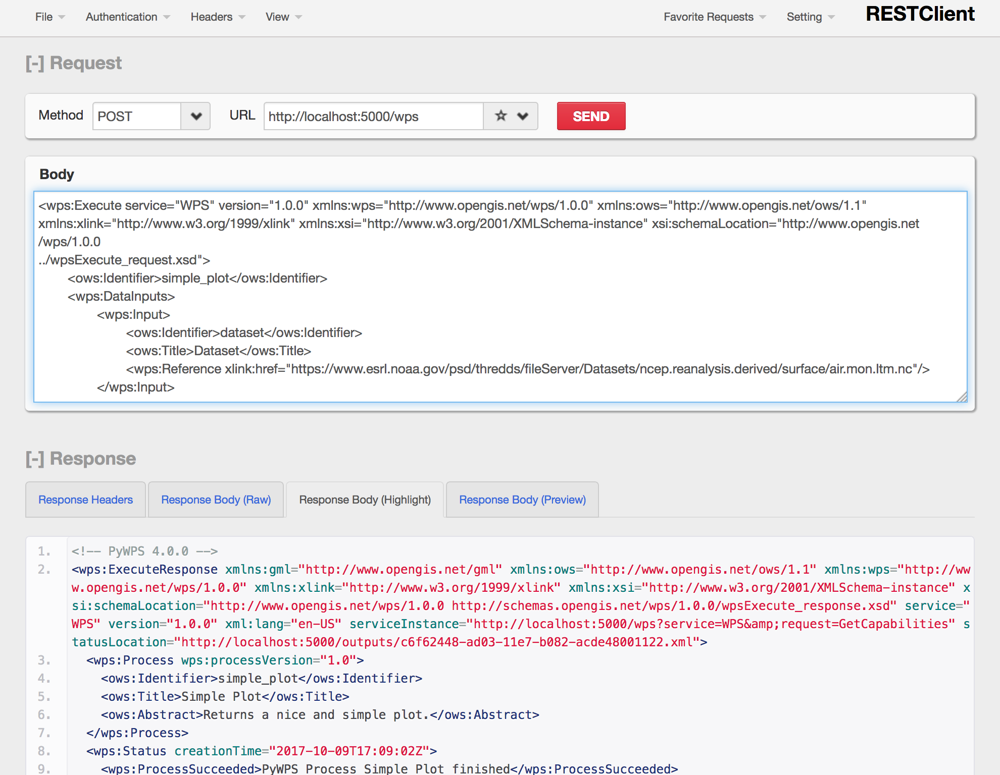 File Authentication Headers View Favorite Requests Setting RESTClient
[-] Request
Method POST URL http://localhost:5000/wps SEND
Body
<wps:Execute service="WPS" version="1.0.0" xmlns:wps="http://www.opengis.net/wps/1.0.0" xmlns:ows="http://www.opengis.net/ows/1.1"
xmlns:xlink="http://www.w3.org/1999/xlink" xmlns:xsi="http://www.w3.org/2001/XMLSchema-instance" xsi:schemaLocation="http://www.opengis.net
/wps/1.0.0
../wpsExecute_request.xsd">
<ows:Identifier>simple_plot</ows:Identifier>
<wps:DataInputs>
<wps:Input>
<ows:Identifier>dataset</ows:Identifier>
<ows:Title>Dataset</ows:Title>
<wps:Reference xlink:href="https://www.esrl.noaa.gov/psd/thredds/fileServer/Datasets/ncep.reanalysis.derived/surface/air.mon.ltm.nc"/>
</wps:Input>
[-] Response
Response Headers Response Body (Raw) Response Body (Highlight) Response Body (Preview)
1. <!-- PyWPS 4.0.0 -->
2. <wps:ExecuteResponse xmlns:gml="http://www.opengis.net/gml" xmlns:ows="http://www.opengis.net/ows/1.1" xmlns:wps="http://ww
w.opengis.net/wps/1.0.0" xmlns:xlink="http://www.w3.org/1999/xlink" xmlns:xsi="http://www.w3.org/2001/XMLSchema-instance" x
si:schemaLocation="http://www.opengis.net/wps/1.0.0 http://schemas.opengis.net/wps/1.0.0/wpsExecute_response.xsd" service="
WPS" version="1.0.0" xml:lang="en-US" serviceInstance="http://localhost:5000/wps?service=WPS&amp;request=GetCapabilities" s
tatusLocation="http://localhost:5000/outputs/c6f62448-ad03-11e7-b082-acde48001122.xml">
3. <wps:Process wps:processVersion="1.0">
4. <ows:Identifier>simple_plot</ows:Identifier>
5. <ows:Title>Simple Plot</ows:Title>
6. <ows:Abstract>Returns a nice and simple plot.</ows:Abstract>
7. </wps:Process>
8. <wps:Status creationTime="2017-10-09T17:09:02Z">
9. <wps:ProcessSucceeded>PyWPS Process Simple Plot finished</wps:ProcessSucceeded>